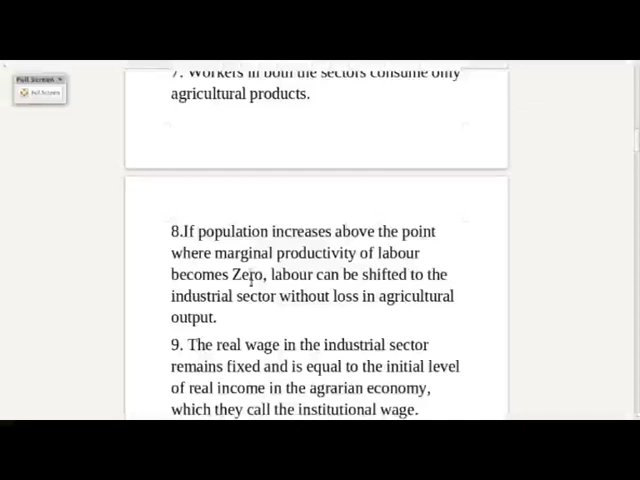 Full Screen
Full Screen
7. Workers in both the sectors consume only
agricultural products.
8.If population increases above the point
where marginal productivity of labour
becomes Zero, labour can be shifted to the
industrial sector without loss in agricultural
output.
9. The real wage in the industrial sector
remains fixed and is equal to the initial level
of real income in the agrarian economy,
which they call the institutional wage.